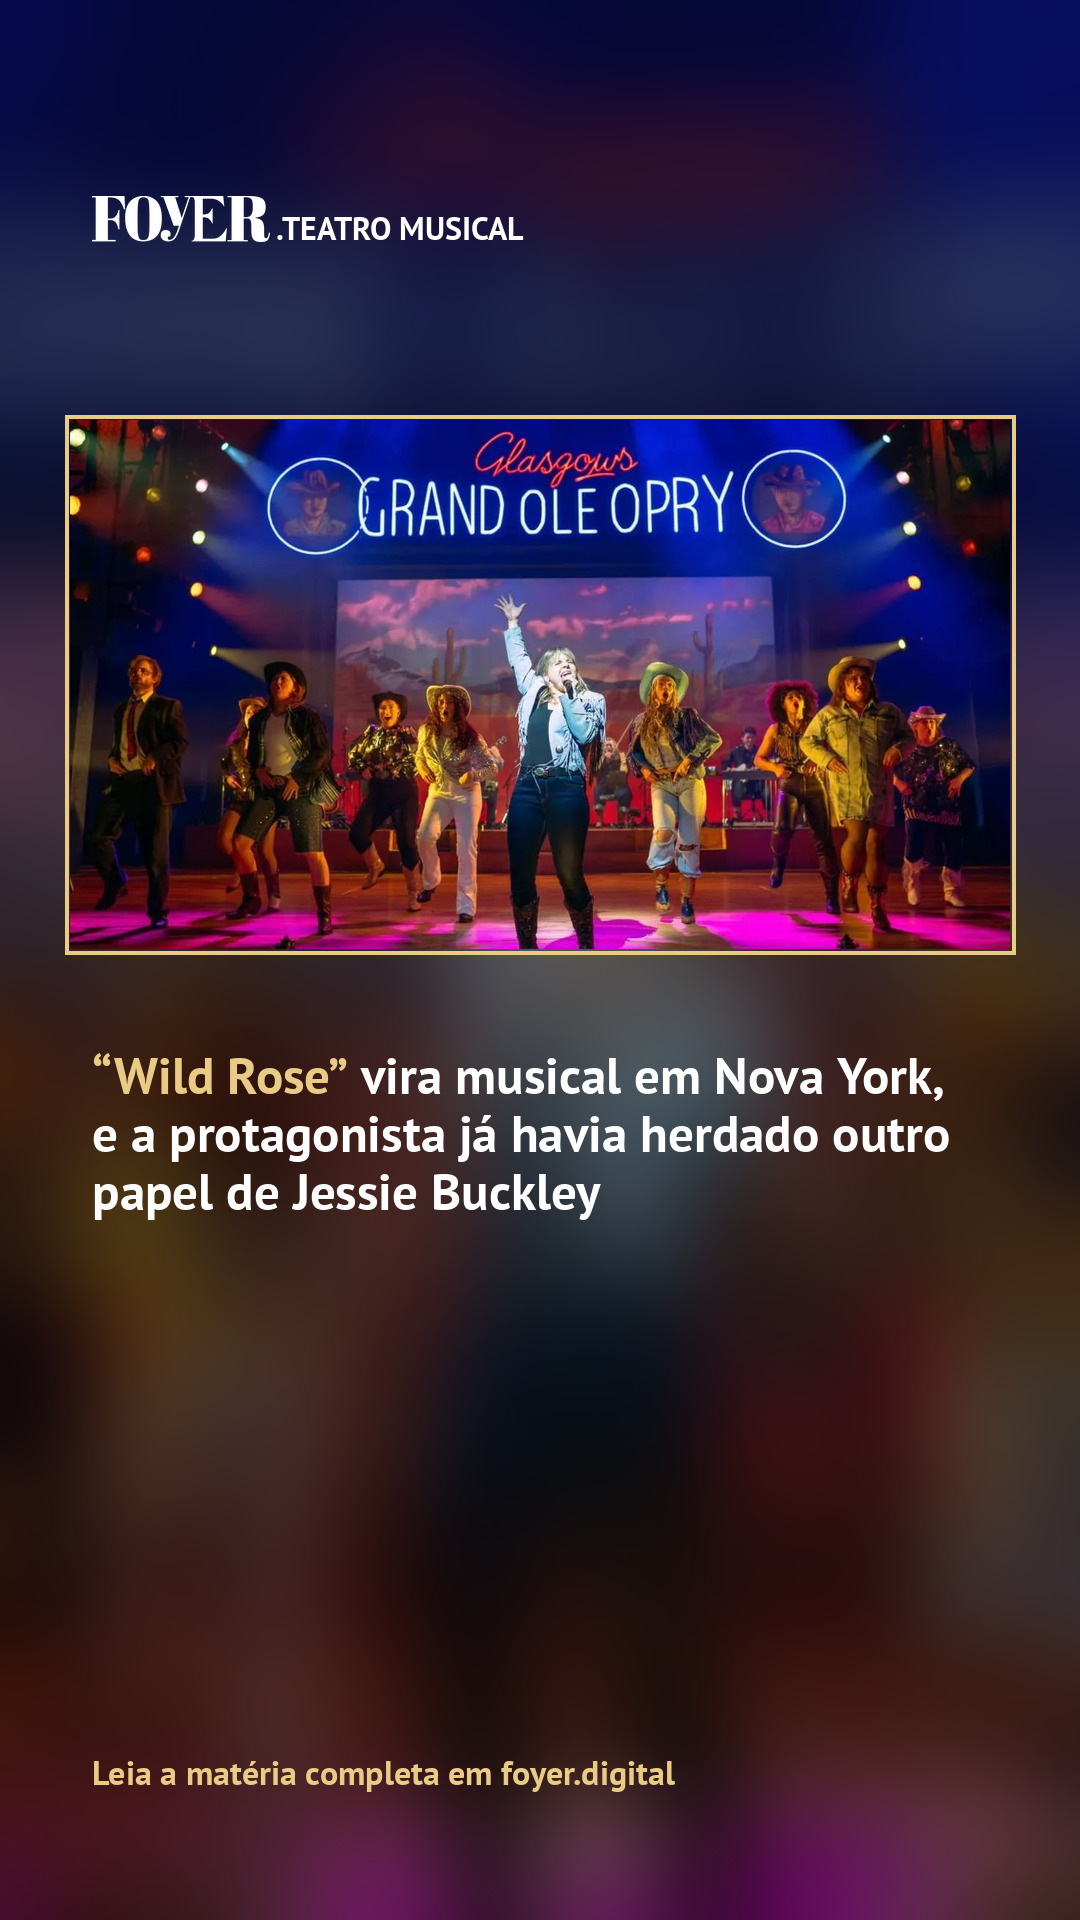 FOYER .TEATRO MUSICAL
Glasgows
GRAND OLE OPRY
“Wild Rose” vira musical em Nova York,
e a protagonista já havia herdado outro
papel de Jessie Buckley
Leia a matéria completa em foyer.digital